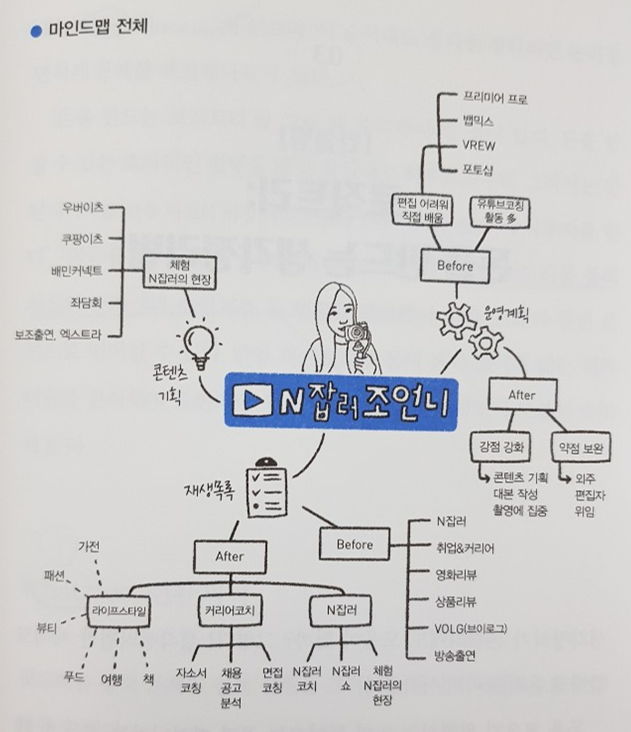 마인드맵 전체
프리미어 프로
뱁믹스
VREW
포토샵
편집 어려워
직접 배움
유튜브코칭
활동 多
Before
운영계획
After
강점 강화
약점 보완
콘텐츠 기획
대본 작성
촬영에 집중
외주
편집자
위임
우버이츠
쿠팡이츠
배민커넥트
좌담회
보조출연, 엑스트라
체험
N잡러의 현장
콘텐츠
기획
N잡러 조언니
재생목록
After
Before
N잡러
취업&커리어
영화리뷰
상품리뷰
VOLG(브이로그)
방송출연
가전
패션
뷰티
푸드
여행
책
라이프스타일
커리어코치
N잡러
자소서
코칭
채용
공고
분석
면접
코칭
N잡러
코치
N잡러
쇼
체험
N잡러의
현장